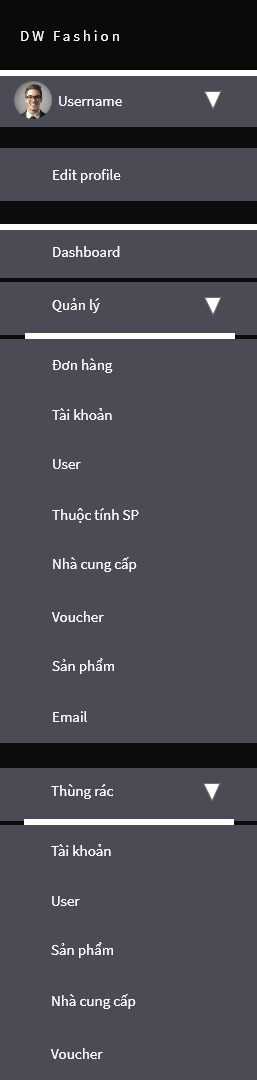 DW Fashion
Username
Edit profile
Dashboard
Quản lý
Đơn hàng
Tài khoản
User
Thuộc tính SP
Nhà cung cấp
Voucher
Sản phẩm
Email
Thùng rác
Tài khoản
User
Sản phẩm
Nhà cung cấp
Voucher